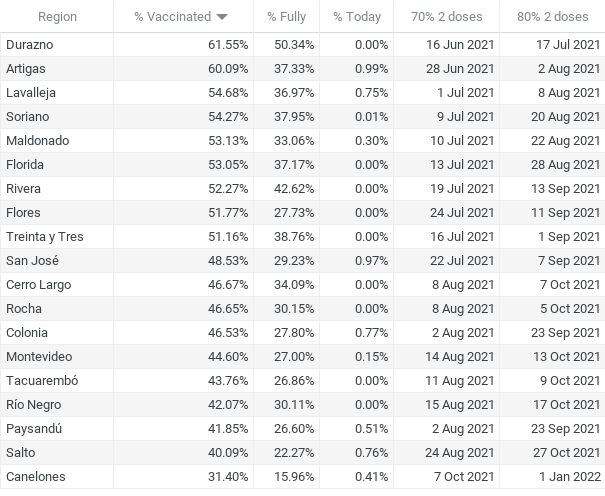 Region % Vaccinated % Fully % Today 70% 2 doses 80% 2 doses
Durazno 61.55% 50.34% 0.00% 16 Jun 2021 17 Jul 2021
Artigas 60.09% 37.33% 0.99% 28 Jun 2021 2 Aug 2021
Lavalleja 54.68% 36.97% 0.75% 1 Jul 2021 8 Aug 2021
Soriano 54.27% 37.95% 0.01% 9 Jul 2021 20 Aug 2021
Maldonado 53.13% 33.06% 0.30% 10 Jul 2021 22 Aug 2021
Florida 53.05% 37.17% 0.00% 13 Jul 2021 28 Aug 2021
Rivera 52.27% 42.62% 0.00% 19 Jul 2021 13 Sep 2021
Flores 51.77% 27.73% 0.00% 24 Jul 2021 11 Sep 2021
Treinta y Tres 51.16% 38.76% 0.00% 16 Jul 2021 1 Sep 2021
San José 48.53% 29.23% 0.97% 22 Jul 2021 7 Sep 2021
Cerro Largo 46.67% 34.09% 0.00% 8 Aug 2021 7 Oct 2021
Rocha 46.65% 30.15% 0.00% 8 Aug 2021 5 Oct 2021
Colonia 46.53% 27.80% 0.77% 2 Aug 2021 23 Sep 2021
Montevideo 44.60% 27.00% 0.15% 14 Aug 2021 13 Oct 2021
Tacuarembó 43.76% 26.86% 0.00% 11 Aug 2021 9 Oct 2021
Río Negro 42.07% 30.11% 0.00% 15 Aug 2021 17 Oct 2021
Paysandú 41.85% 26.60% 0.51% 2 Aug 2021 23 Sep 2021
Salto 40.09% 22.27% 0.76% 24 Aug 2021 27 Oct 2021
Canelones 31.40% 15.96% 0.41% 7 Oct 2021 1 Jan 2022